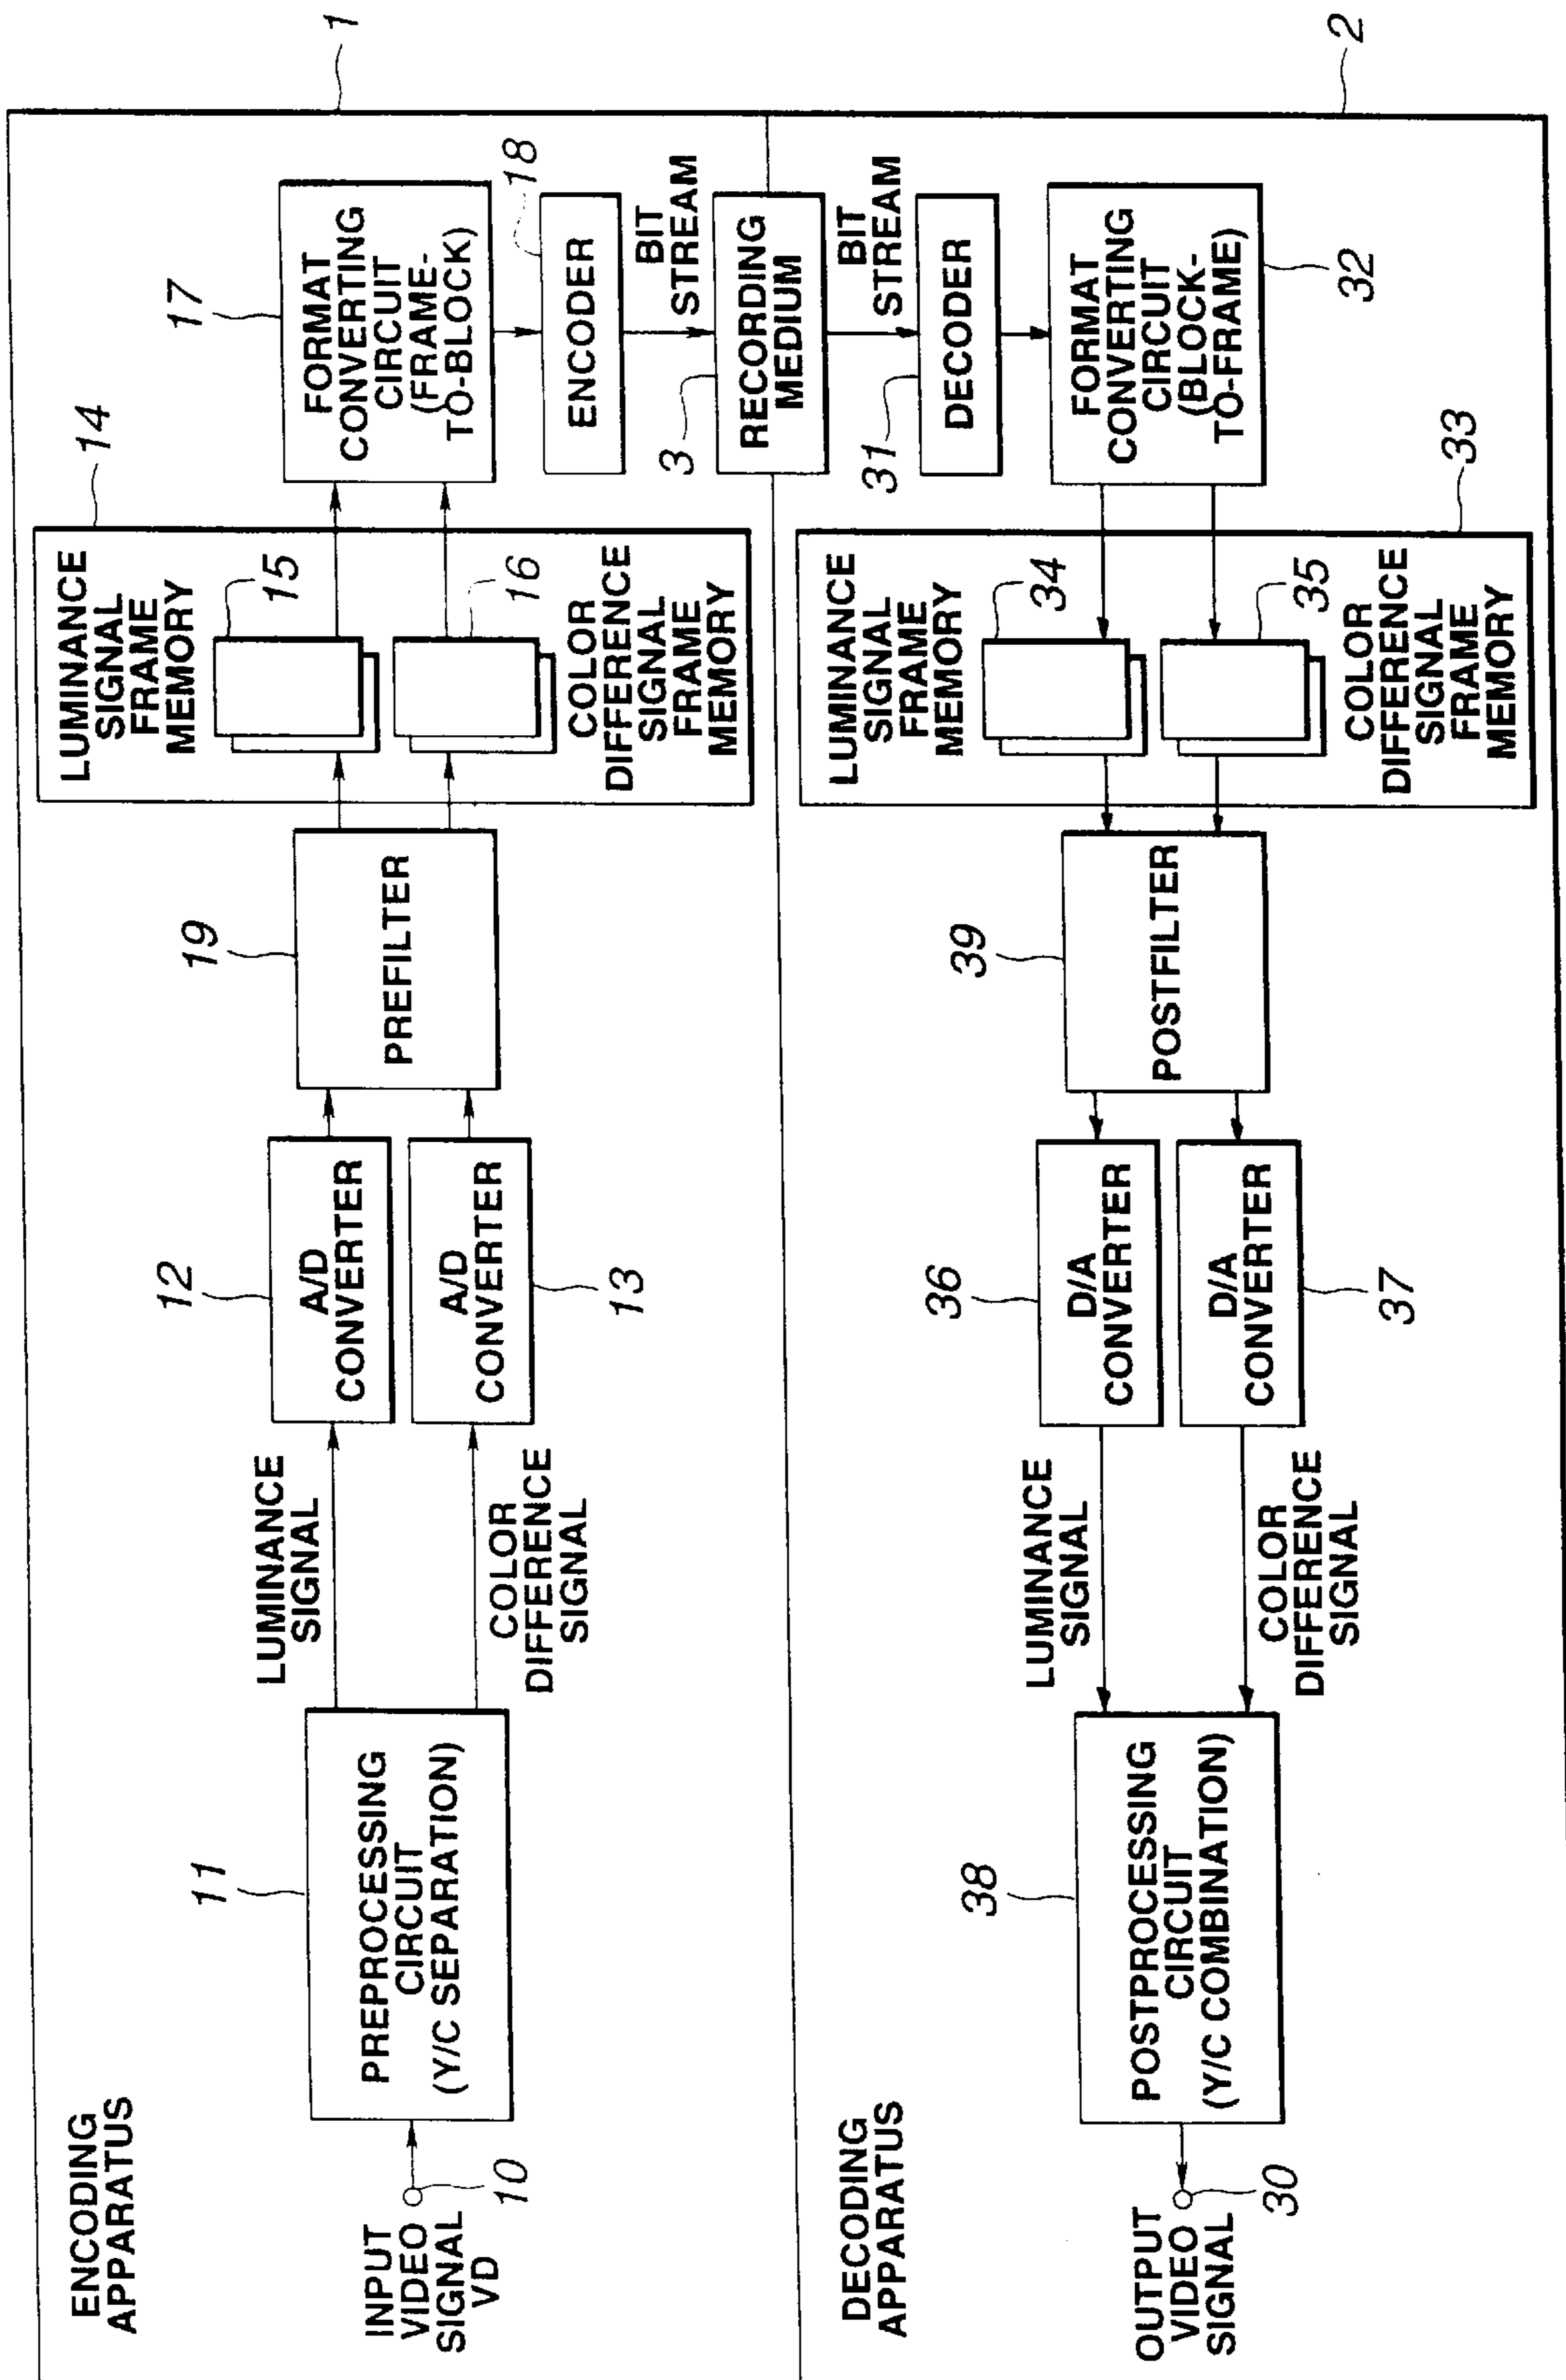 ENCODING
APPARATUS
INPUT
VIDEO
SIGNAL
VD
10
11
PREPROCESSING
CIRCUIT
(Y/C SEPARATION)
LUMINANCE
SIGNAL
COLOR
DIFFERENCE
SIGNAL
12
A/D
CONVERTER
A/D
CONVERTER
13
19
PREFILTER
14
LUMINANCE
SIGNAL
FRAME
MEMORY
15
16
COLOR
DIFFERENCE
SIGNAL
FRAME
MEMORY
17
FORMAT
CONVERTING
CIRCUIT
(FRAME-
TO-BLOCK)
18
ENCODER
BIT
STREAM
1
3
RECORDING
MEDIUM
BIT
STREAM
DECODING
APPARATUS
31
DECODER
FORMAT
CONVERTING
CIRCUIT
(BLOCK-
TO-FRAME)
32
33
LUMINANCE
SIGNAL
FRAME
MEMORY
34
35
COLOR
DIFFERENCE
SIGNAL
FRAME
MEMORY
39
POSTFILTER
36
D/A
CONVERTER
D/A
CONVERTER
37
LUMINANCE
SIGNAL
COLOR
DIFFERENCE
SIGNAL
38
POSTPROCESSING
CIRCUIT
(Y/C COMBINATION)
OUTPUT
VIDEO
SIGNAL
30
2